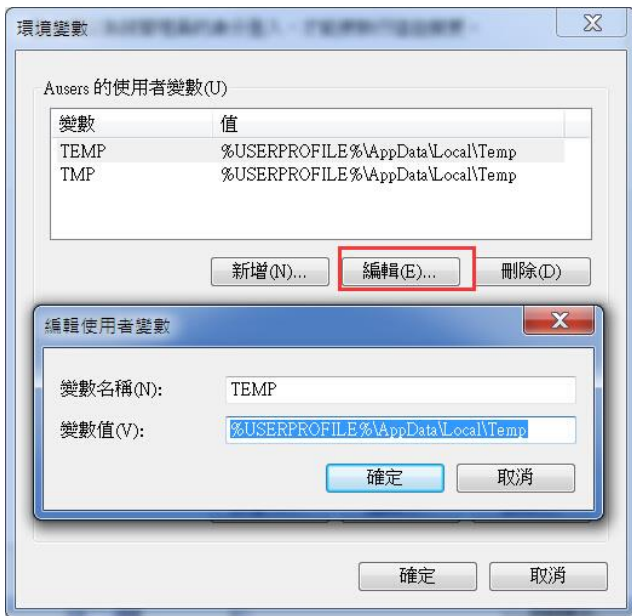 環境變數
Ausers 的使用者變數(U)
變數 值
TEMP %USERPROFILE%\AppData\Local\Temp
TMP %USERPROFILE%\AppData\Local\Temp
新增(N)... 編輯(E)... 刪除(D)
編輯使用者變數
變數名稱(N): TEMP
變數值(V): %USERPROFILE%\AppData\Local\Temp
確定 取消
確定 取消